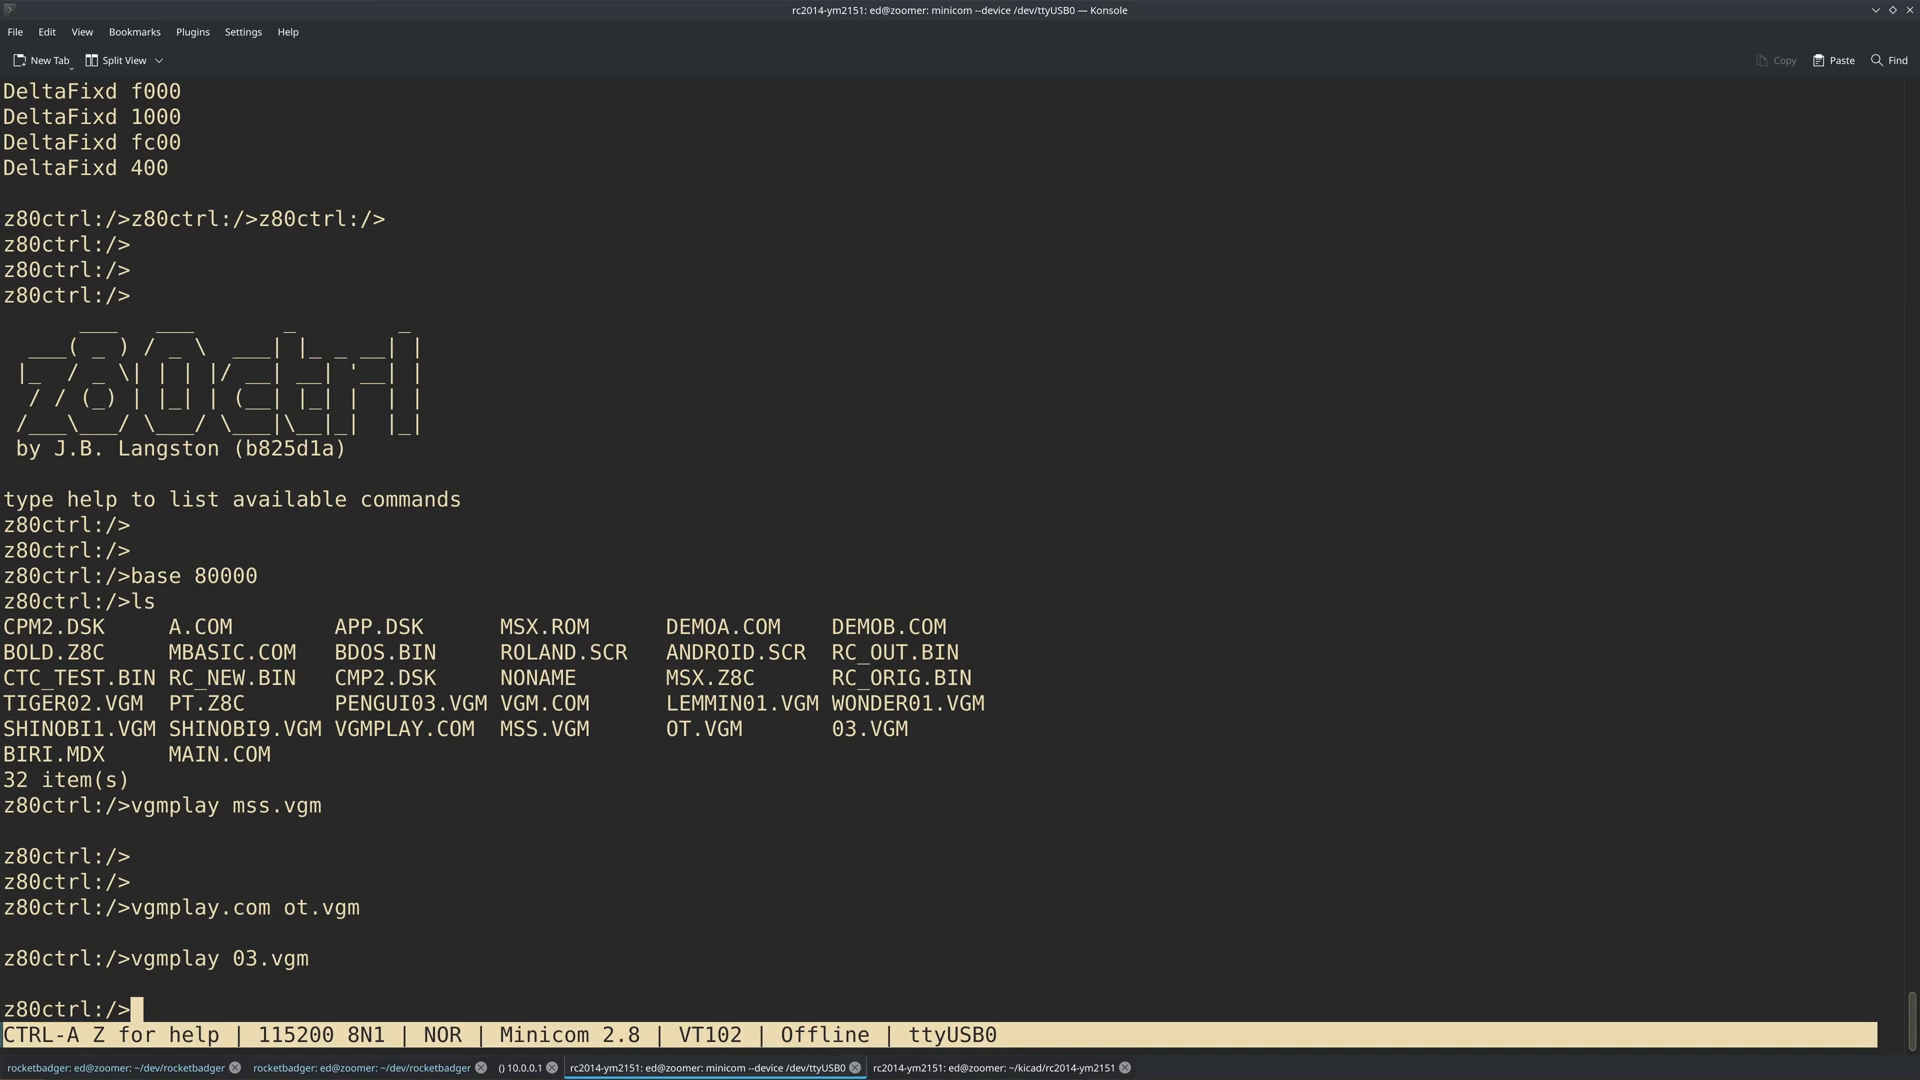 rc2014-ym2151: ed@zoomer: minicom --device /dev/ttyUSB0 — Konsole
File Edit View Bookmarks Plugins Settings Help
New Tab Split View Copy Paste Find
DeltaFixd f000
DeltaFixd 1000
DeltaFixd fc00
DeltaFixd 400
z80ctrl:/>z80ctrl:/>z80ctrl:/>
z80ctrl:/>
z80ctrl:/>
z80ctrl:/>
z80ctrl
by J.B. Langston (b825d1a)
type help to list available commands
z80ctrl:/>
z80ctrl:/>
z80ctrl:/>base 80000
z80ctrl:/>ls
CPM2.DSK A.COM APP.DSK MSX.ROM DEMOA.COM DEMOB.COM
BOLD.Z8C MBASIC.COM BDOS.BIN ROLAND.SCR ANDROID.SCR RC_OUT.BIN
CTC_TEST.BIN RC_NEW.BIN CMP2.DSK NONAME MSX.Z8C RC_ORIG.BIN
TIGER02.VGM PT.Z8C PENGUI03.VGM VGM.COM LEMMIN01.VGM WONDER01.VGM
SHINOBI1.VGM SHINOBI9.VGM VGMPLAY.COM MSS.VGM OT.VGM 03.VGM
BIRI.MDX MAIN.COM
32 item(s)
z80ctrl:/>vgmplay mss.vgm
z80ctrl:/>
z80ctrl:/>
z80ctrl:/>vgmplay.com ot.vgm
z80ctrl:/>vgmplay 03.vgm
z80ctrl:/>
CTRL-A Z for help | 115200 8N1 | NOR | Minicom 2.8 | VT102 | Offline | ttyUSB0
rocketbadger: ed@zoomer: ~/dev/rocketbadger rocketbadger: ed@zoomer: ~/dev/rocketbadger () 10.0.0.1 rc2014-ym2151: ed@zoomer: minicom --device /dev/ttyUSB0 rc2014-ym2151: ed@zoomer: ~/kicad/rc2014-ym2151